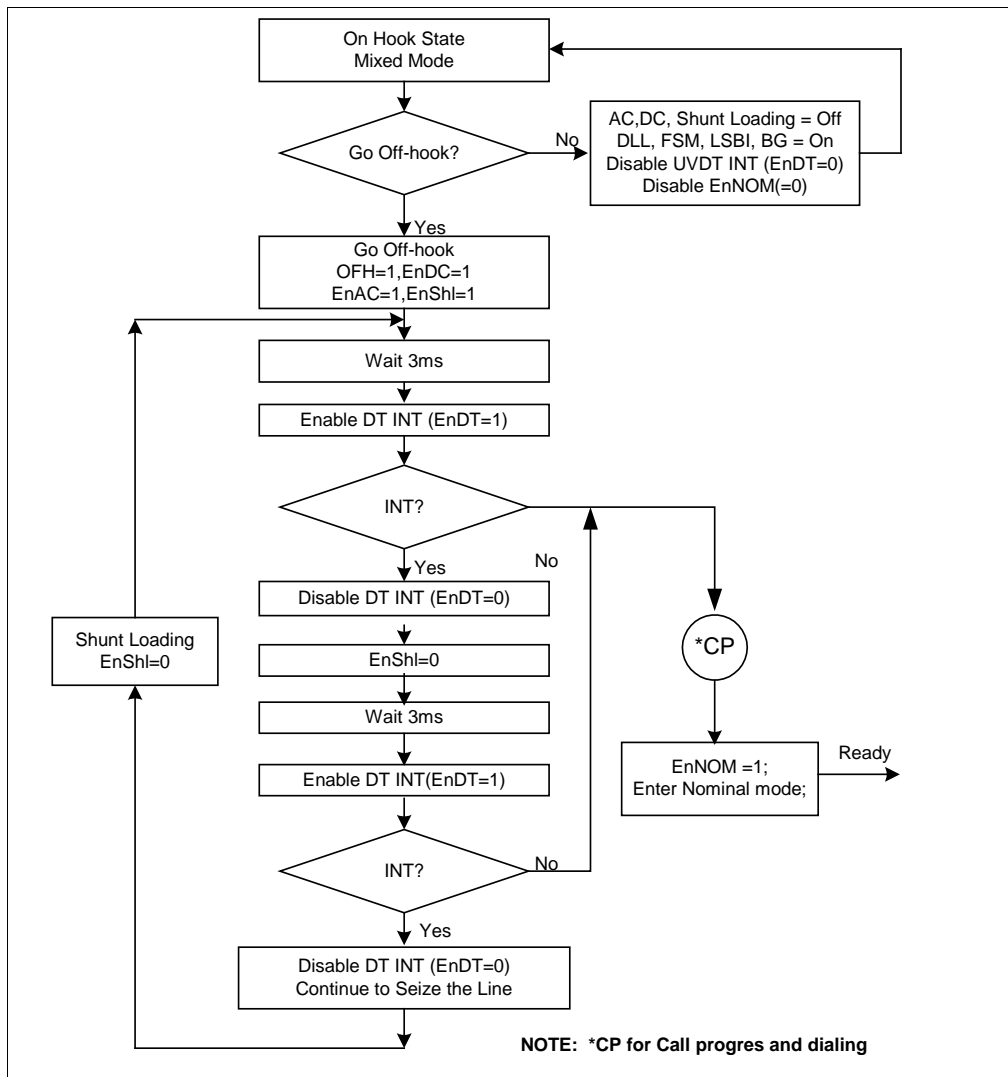 On Hook State
Mixed Mode
Go Off-hook?
No
AC,DC, Shunt Loading = Off
DLL, FSM, LSBI, BG = On
Disable UVDT INT (EnDT=0)
Disable EnNOM(=0)
Yes
Go Off-hook
OFH=1,EnDC=1
EnAC=1,EnShl=1
Wait 3ms
Enable DT INT (EnDT=1)
INT?
Yes
No
Disable DT INT (EnDT=0)
Shunt Loading
EnShl=0
EnShl=0
*CP
Wait 3ms
Enable DT INT(EnDT=1)
EnNOM =1;
Enter Nominal mode;
Ready
INT?
No
Yes
Disable DT INT (EnDT=0)
Continue to Seize the Line
NOTE: *CP for Call progres and dialing